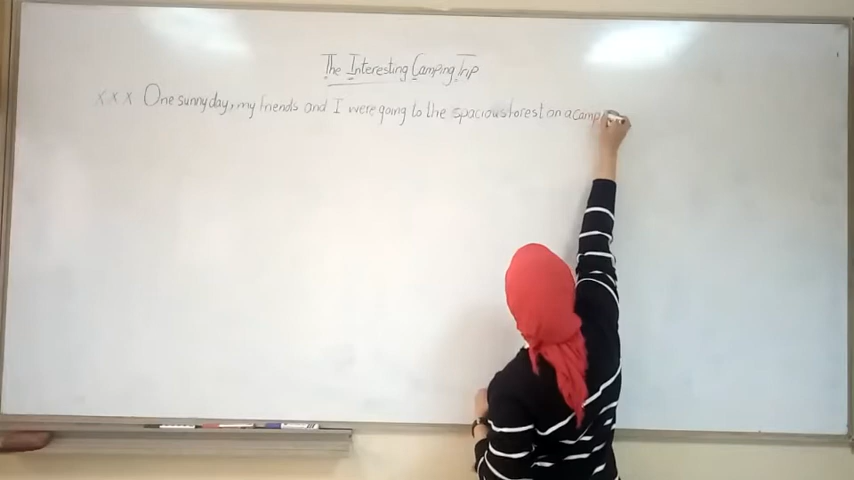 The Interesting Camping Trip
x x x One sunny day, my friends and I were going to the spacious forest on a camp